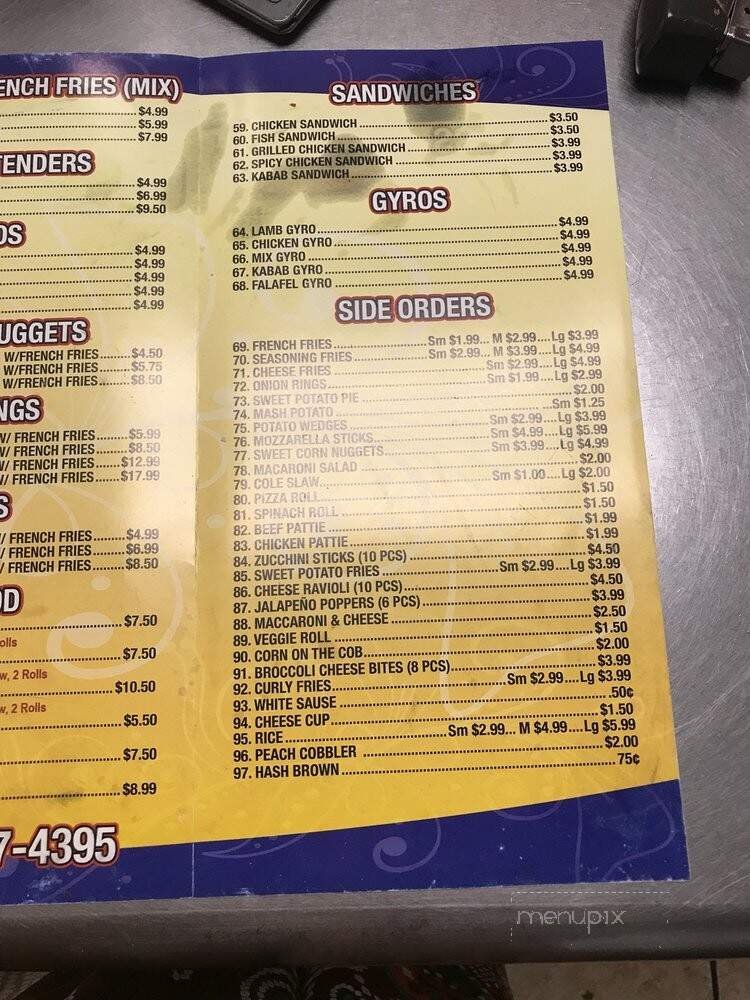 ENCH FRIES (MIX)
$4.99
$5.99
$7.99
TENDERS
$4.99
$6.99
$9.50
OS
$4.99
$4.99
$4.99
$4.99
$4.99
UGGETS
W/FRENCH FRIES.........$4.50
W/FRENCH FRIES.........$5.75
W/FRENCH FRIES.........$8.50
NGS
W/ FRENCH FRIES.........$5.99
W/ FRENCH FRIES.........$8.50
W/ FRENCH FRIES.......$12.99
W/ FRENCH FRIES.......$17.99
S
/ FRENCH FRIES.........$4.99
/ FRENCH FRIES.........$6.99
/ FRENCH FRIES.........$8.50
OD
$7.50
olls
$7.50
w, 2 Rolls
$10.50
w, 2 Rolls
$5.50
$7.50
$8.99
7-4395
SANDWICHES
59. CHICKEN SANDWICH ........ $3.50
60. FISH SANDWICH ........ $3.50
61. GRILLED CHICKEN SANDWICH ........ $3.99
62. SPICY CHICKEN SANDWICH ........ $3.99
63. KABAB SANDWICH ........ $3.99
GYROS
64. LAMB GYRO ........ $4.99
65. CHICKEN GYRO ........ $4.99
66. MIX GYRO ........ $4.99
67. KABAB GYRO ........ $4.99
68. FALAFEL GYRO ........ $4.99
SIDE ORDERS
69. FRENCH FRIES ........ Sm $1.99... M $2.99....Lg $3.99
70. SEASONING FRIES ........ Sm $2.99... M $3.99....Lg $4.99
71. CHEESE FRIES ........ Sm $2.99....Lg $4.99
72. ONION RINGS ........ Sm $1.99....Lg $2.99
73. SWEET POTATO PIE ........ $2.00
74. MASH POTATO ........ Sm $1.25
75. POTATO WEDGES ........ Sm $2.99....Lg $3.99
76. MOZZARELLA STICKS ........ Sm $4.99....Lg $5.99
77. SWEET CORN NUGGETS ........ Sm $3.99....Lg $4.99
78. MACARONI SALAD ........ $2.00
79. COLE SLAW ........ Sm $1.00....Lg $2.00
80. PIZZA ROLL ........ $1.50
81. SPINACH ROLL ........ $1.50
82. BEEF PATTIE ........ $1.99
83. CHICKEN PATTIE ........ $1.99
84. ZUCCHINI STICKS (10 PCS) ........ $4.50
85. SWEET POTATO FRIES ........ Sm $2.99....Lg $3.99
86. CHEESE RAVIOLI (10 PCS) ........ $4.50
87. JALAPEÑO POPPERS (6 PCS) ........ $3.99
88. MACCARONI & CHEESE ........ $2.50
89. VEGGIE ROLL ........ $1.50
90. CORN ON THE COB ........ $2.00
91. BROCCOLI CHEESE BITES (8 PCS) ........ $3.99
92. CURLY FRIES ........ Sm $2.99....Lg $3.99
93. WHITE SAUSE ........ .50¢
94. CHEESE CUP ........ $1.50
95. RICE ........ Sm $2.99... M $4.99....Lg $5.99
96. PEACH COBBLER ........ $2.00
97. HASH BROWN ........ 75¢
menupix